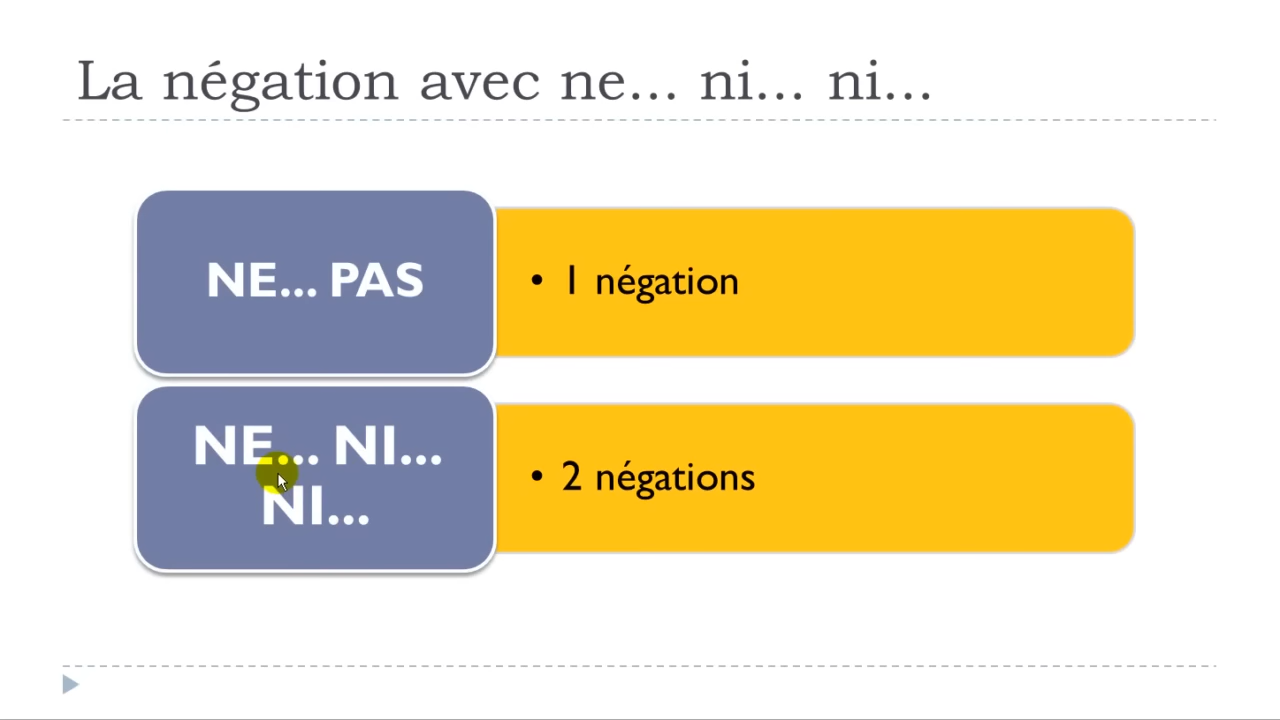 La négation avec ne... ni... ni...
NE... PAS
• 1 négation
NE... NI...
NI...
• 2 négations